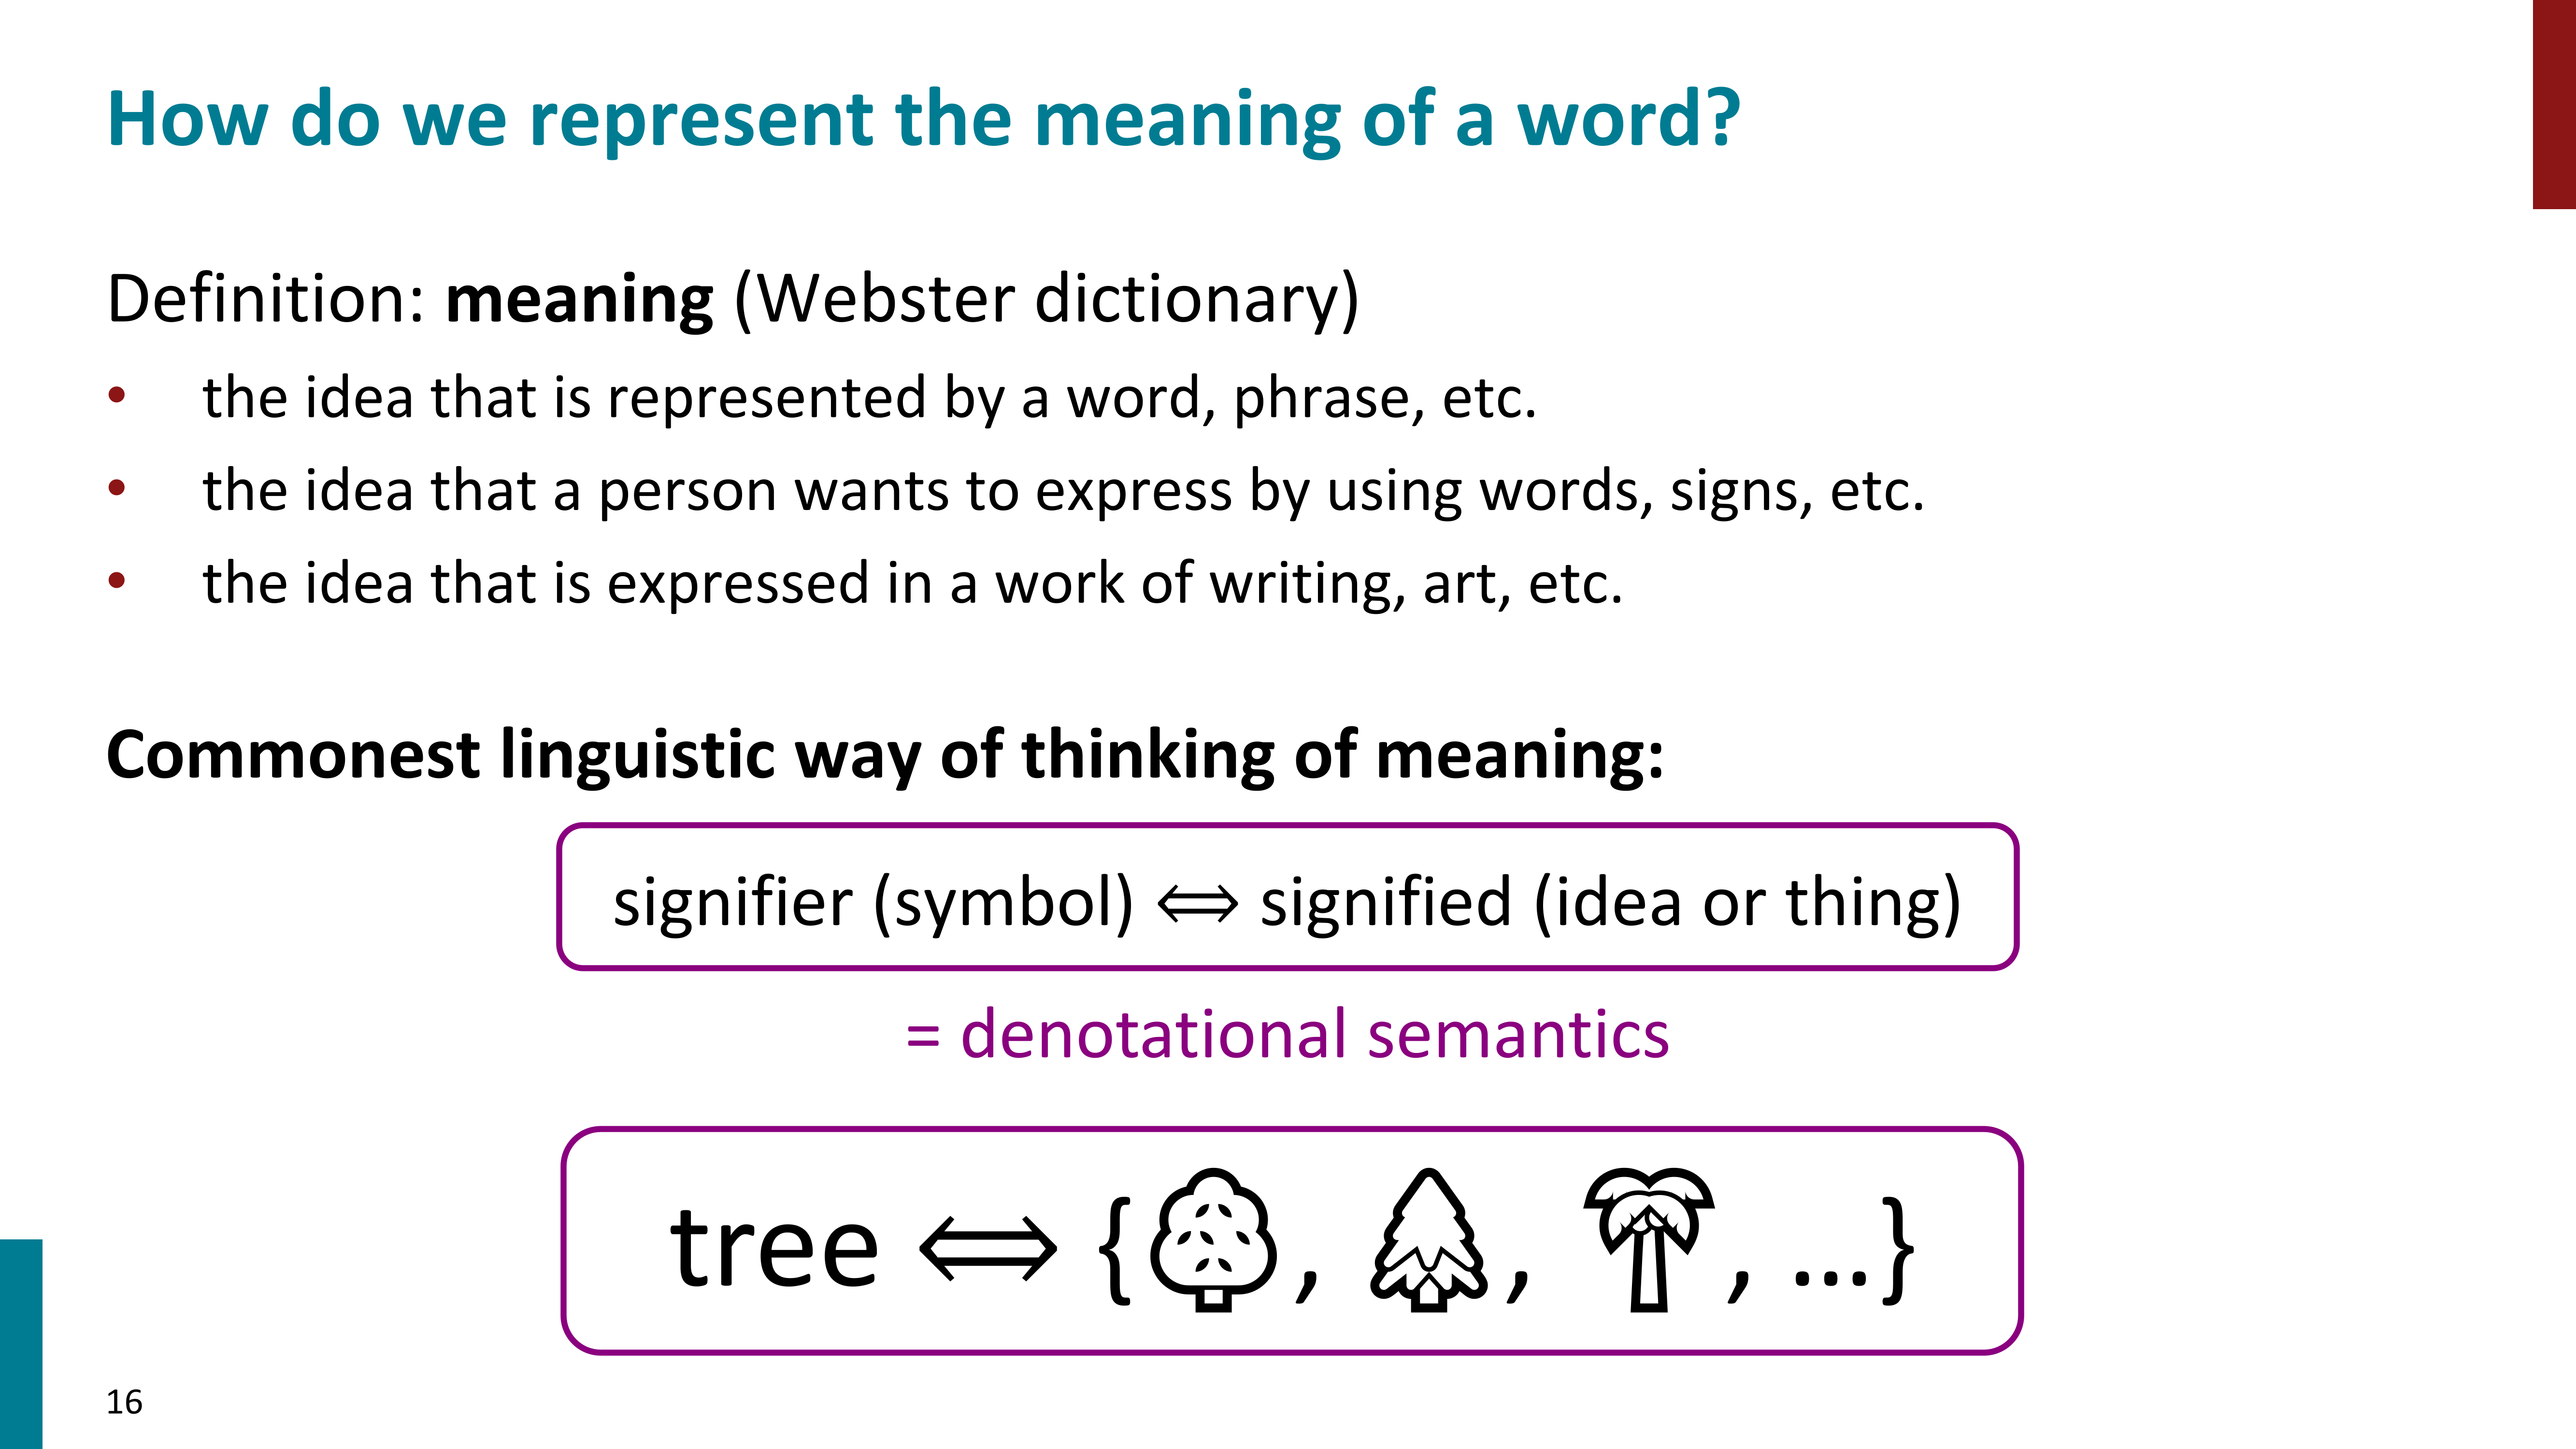 How do we represent the meaning of a word?
Definition: meaning (Webster dictionary)
• the idea that is represented by a word, phrase, etc.
• the idea that a person wants to express by using words, signs, etc.
• the idea that is expressed in a work of writing, art, etc.
Commonest linguistic way of thinking of meaning:
signifier (symbol) ⟺ signified (idea or thing)
= denotational semantics
tree ⟺ {🌳, 🌲, 🌴, …}
16